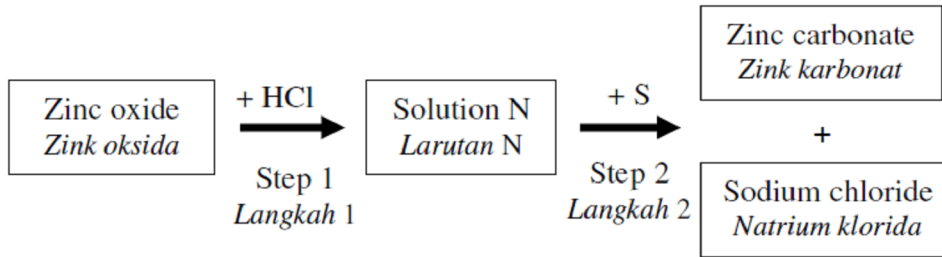 Zinc oxide
Zink oksida
+ HCl
Step 1
Langkah 1
Solution N
Larutan N
+ S
Step 2
Langkah 2
Zinc carbonate
Zink karbonat
+
Sodium chloride
Natrium klorida